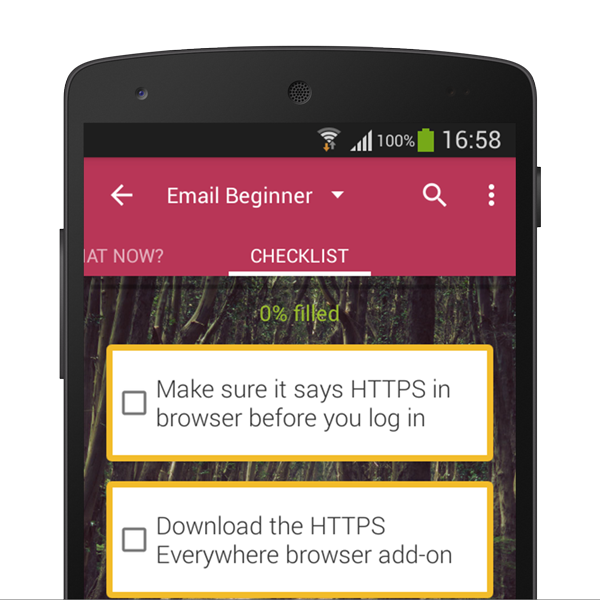 100% 16:58
Email Beginner
HAT NOW? CHECKLIST
0% filled
Make sure it says HTTPS in
browser before you log in
Download the HTTPS
Everywhere browser add-on